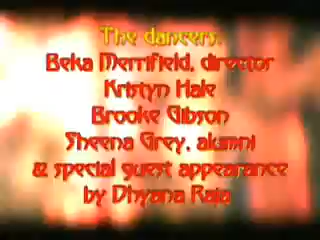 The dancers:
Beka Merrifield, director
Kristyn Hale
Brooke Gibson
Sheena Grey, alumni
& special guest appearance
by Dhyana Raja